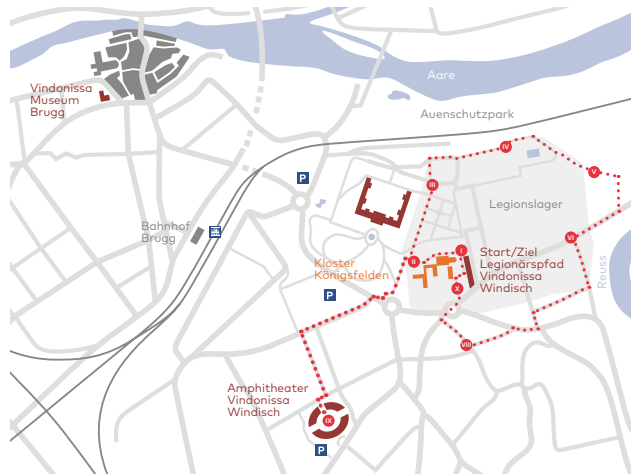 Aare
Vindonissa
Museum
Brugg
Auenschutzpark
P
IV
V
III
Legionslager
Bahnhof
Brugg
VI
I
II
Start/Ziel
Legionärspfad
Vindonissa
Windisch
Kloster
Königsfelden
Reuss
X
P
VIII
Amphitheater
Vindonissa
Windisch
IX
P